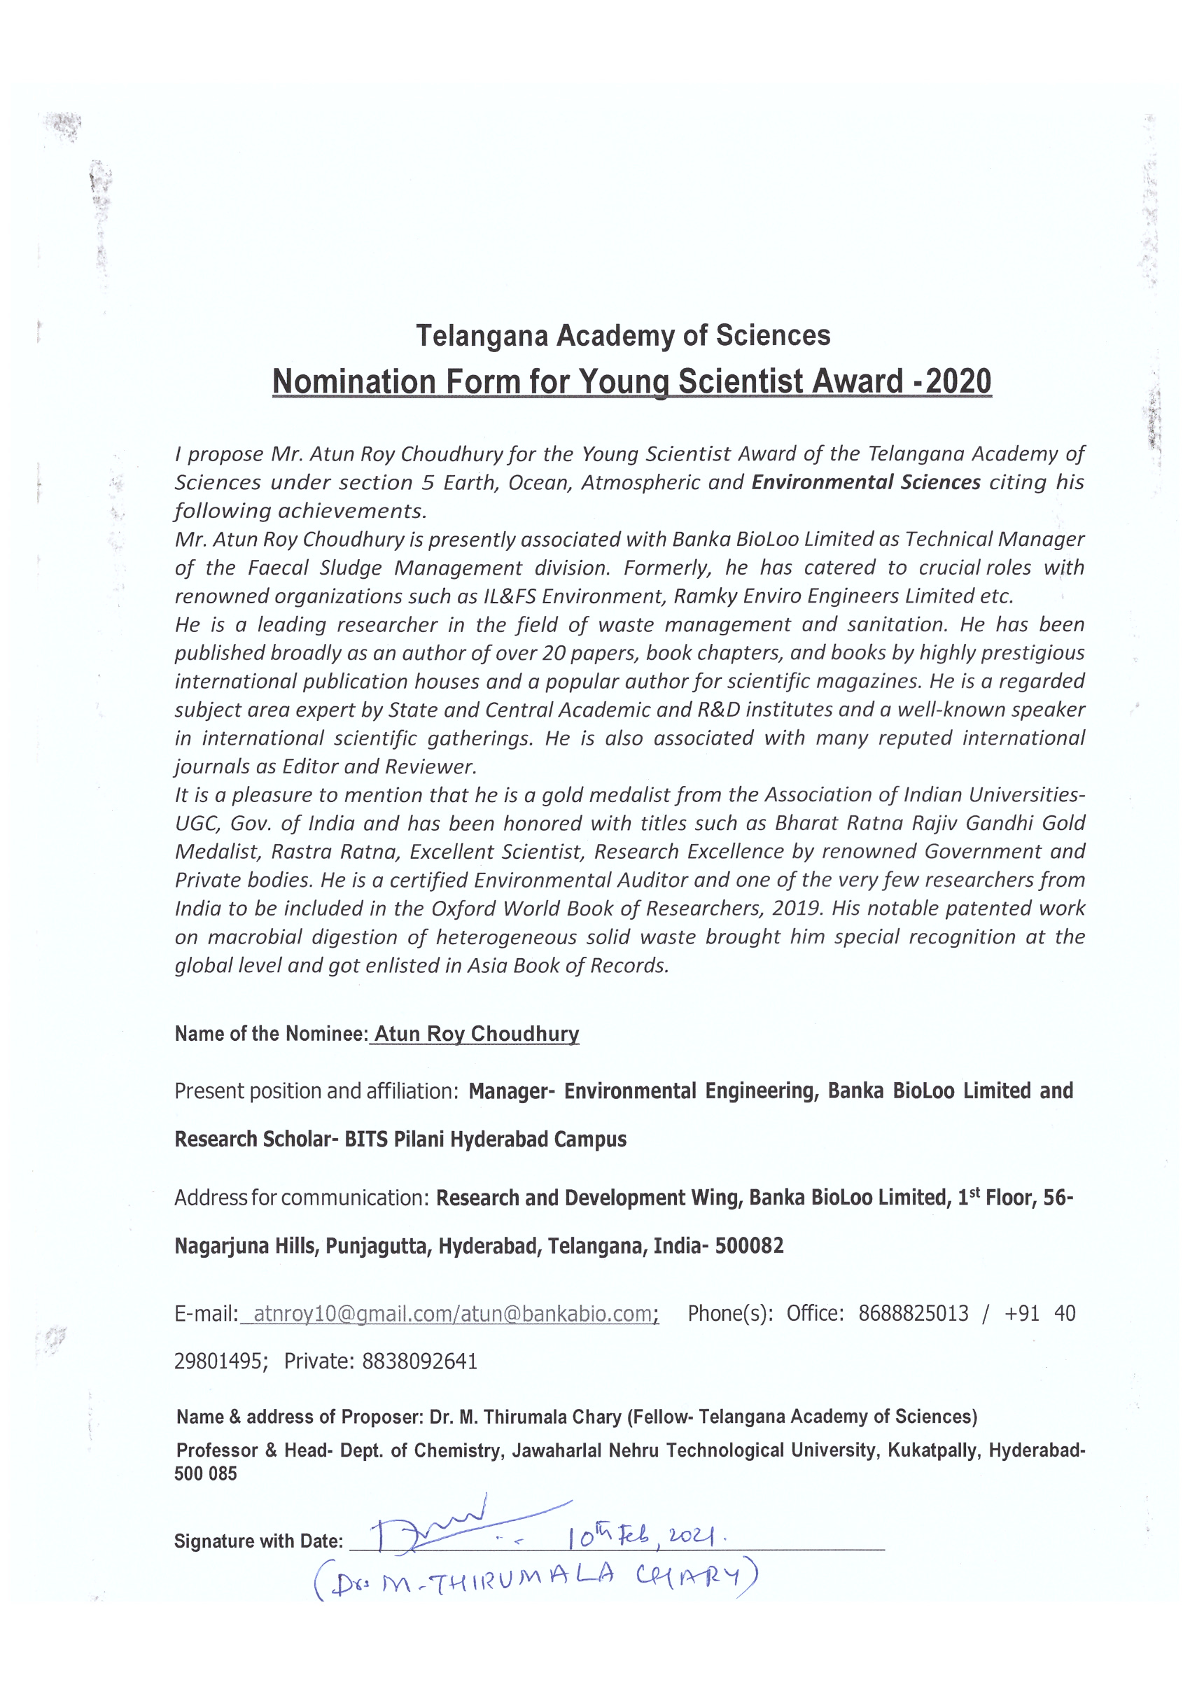 Telangana Academy of Sciences
Nomination Form for Young Scientist Award -2020
I propose Mr. Atun Roy Choudhury for the Young Scientist Award of the Telangana Academy of
Sciences under section 5 Earth, Ocean, Atmospheric and Environmental Sciences citing his
following achievements.
Mr. Atun Roy Choudhury is presently associated with Banka BioLoo Limited as Technical Manager
of the Faecal Sludge Management division. Formerly, he has catered to crucial roles with
renowned organizations such as IL&FS Environment, Ramky Enviro Engineers Limited etc.
He is a leading researcher in the field of waste management and sanitation. He has been
published broadly as an author of over 20 papers, book chapters, and books by highly prestigious
international publication houses and a popular author for scientific magazines. He is a regarded
subject area expert by State and Central Academic and R&D institutes and a well-known speaker
in international scientific gatherings. He is also associated with many reputed international
journals as Editor and Reviewer.
It is a pleasure to mention that he is a gold medalist from the Association of Indian Universities-
UGC, Gov. of India and has been honored with titles such as Bharat Ratna Rajiv Gandhi Gold
Medalist, Rastra Ratna, Excellent Scientist, Research Excellence by renowned Government and
Private bodies. He is a certified Environmental Auditor and one of the very few researchers from
India to be included in the Oxford World Book of Researchers, 2019. His notable patented work
on macrobial digestion of heterogeneous solid waste brought him special recognition at the
global level and got enlisted in Asia Book of Records.
Name of the Nominee: Atun Roy Choudhury
Present position and affiliation: Manager- Environmental Engineering, Banka BioLoo Limited and
Research Scholar- BITS Pilani Hyderabad Campus
Address for communication: Research and Development Wing, Banka BioLoo Limited, 1st Floor, 56-
Nagarjuna Hills, Punjagutta, Hyderabad, Telangana, India- 500082
E-mail: atnroy10@gmail.com/atun@bankabio.com; Phone(s): Office: 8688825013 / +91 40
29801495; Private: 8838092641
Name & address of Proposer: Dr. M. Thirumala Chary (Fellow- Telangana Academy of Sciences)
Professor & Head- Dept. of Chemistry, Jawaharlal Nehru Technological University, Kukatpally, Hyderabad-
500 085
Signature with Date: 10th Feb, 2021.
(Dr. M-THIRUMALA CHARY)